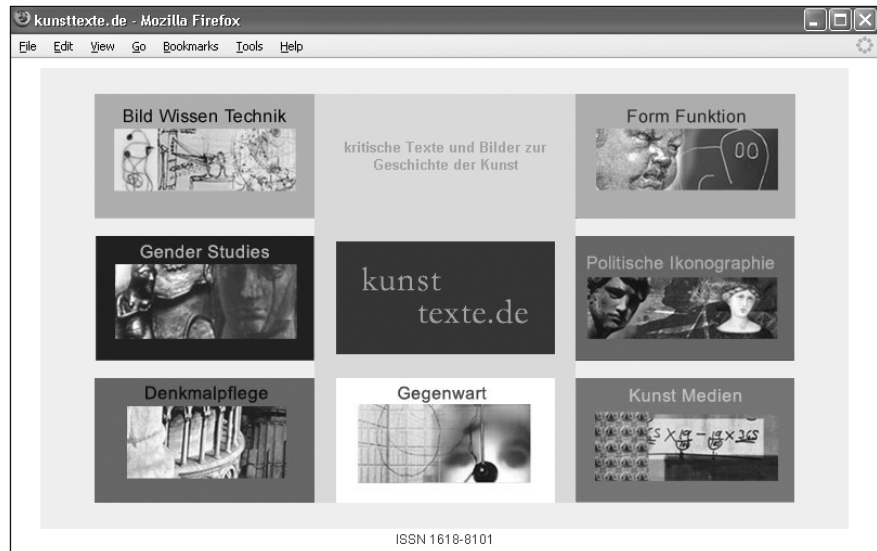 kunsttexte.de - Mozilla Firefox
File Edit View Go Bookmarks Tools Help
Bild Wissen Technik
kritische Texte und Bilder zur
Geschichte der Kunst
Form Funktion
00
Gender Studies
kunst
texte.de
Politische Ikonographie
Denkmalpflege
Gegenwart
Kunst Medien
ISSN 1618-8101